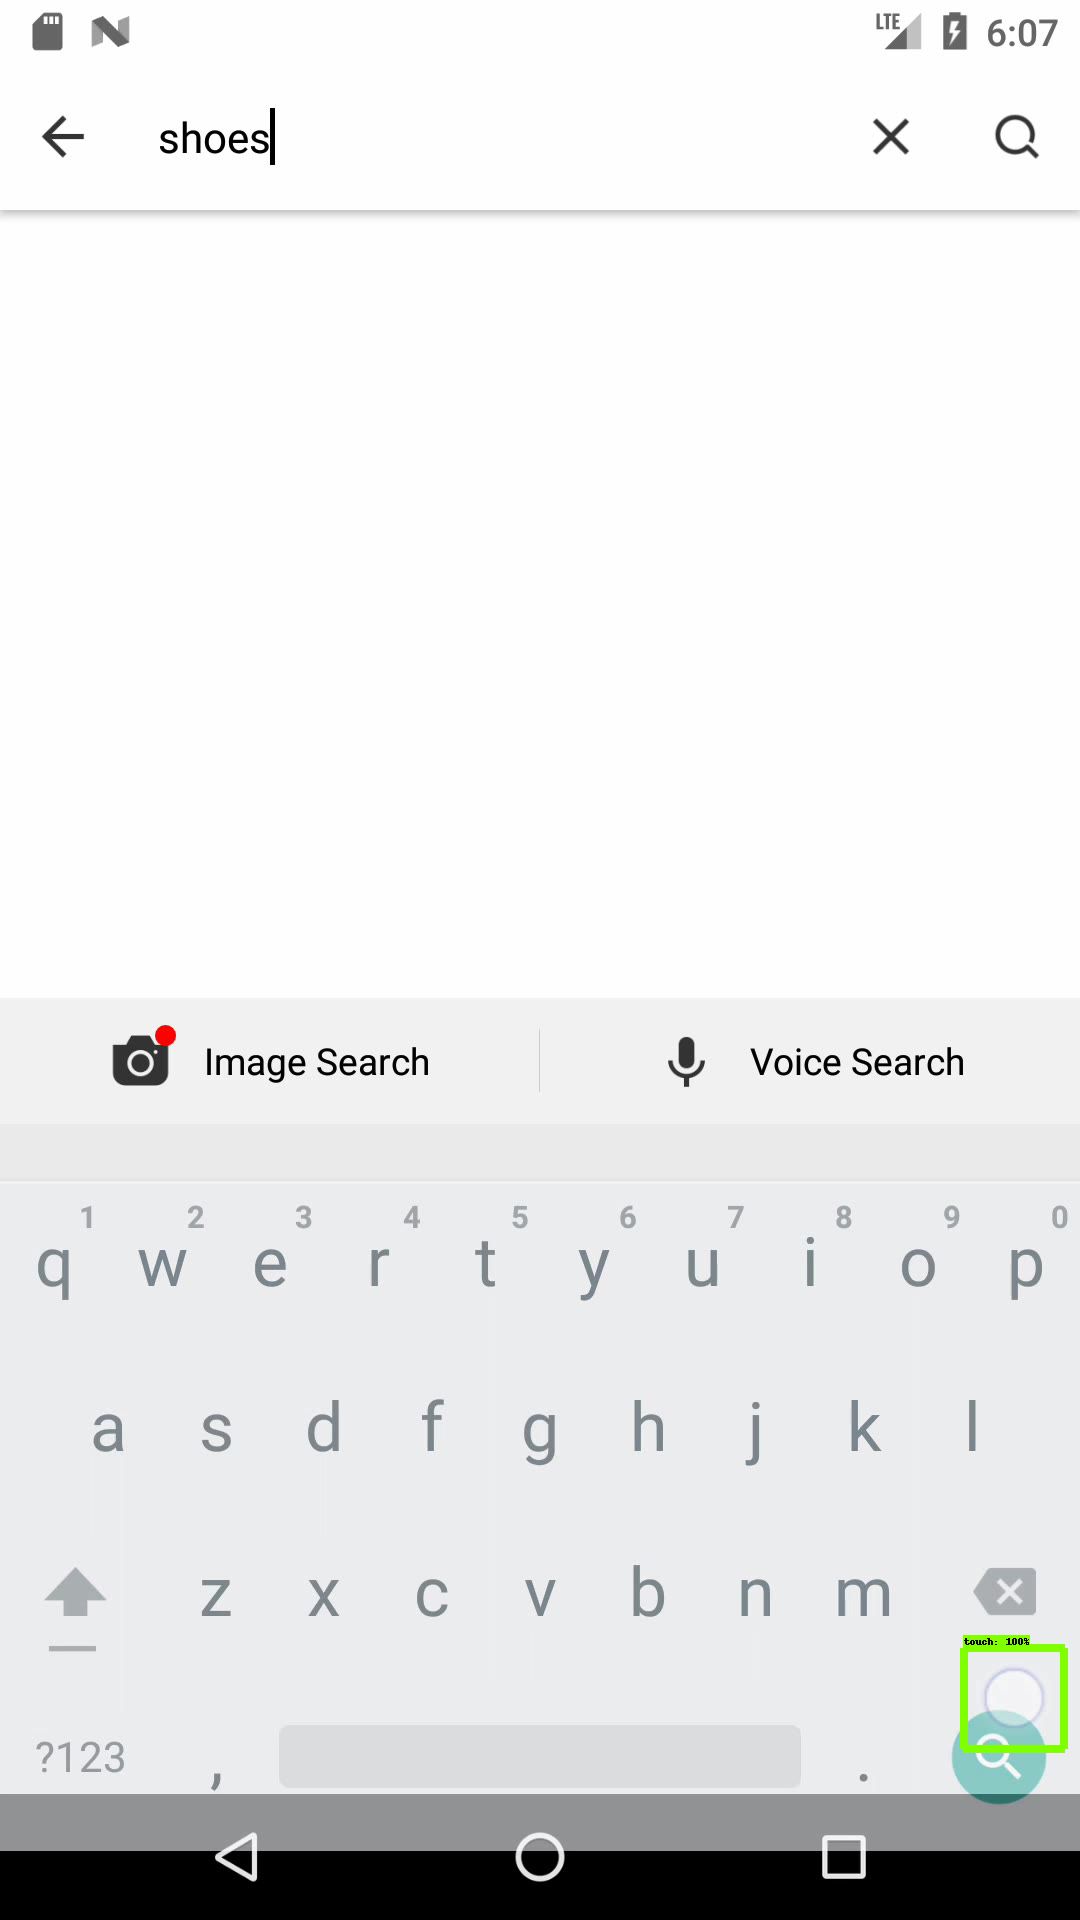 LTE 6:07
shoes
Image Search Voice Search
1 2 3 4 5 6 7 8 9 0
q w e r t y u i o p
a s d f g h j k l
z x c v b n m
touch: 100%
?123 , .